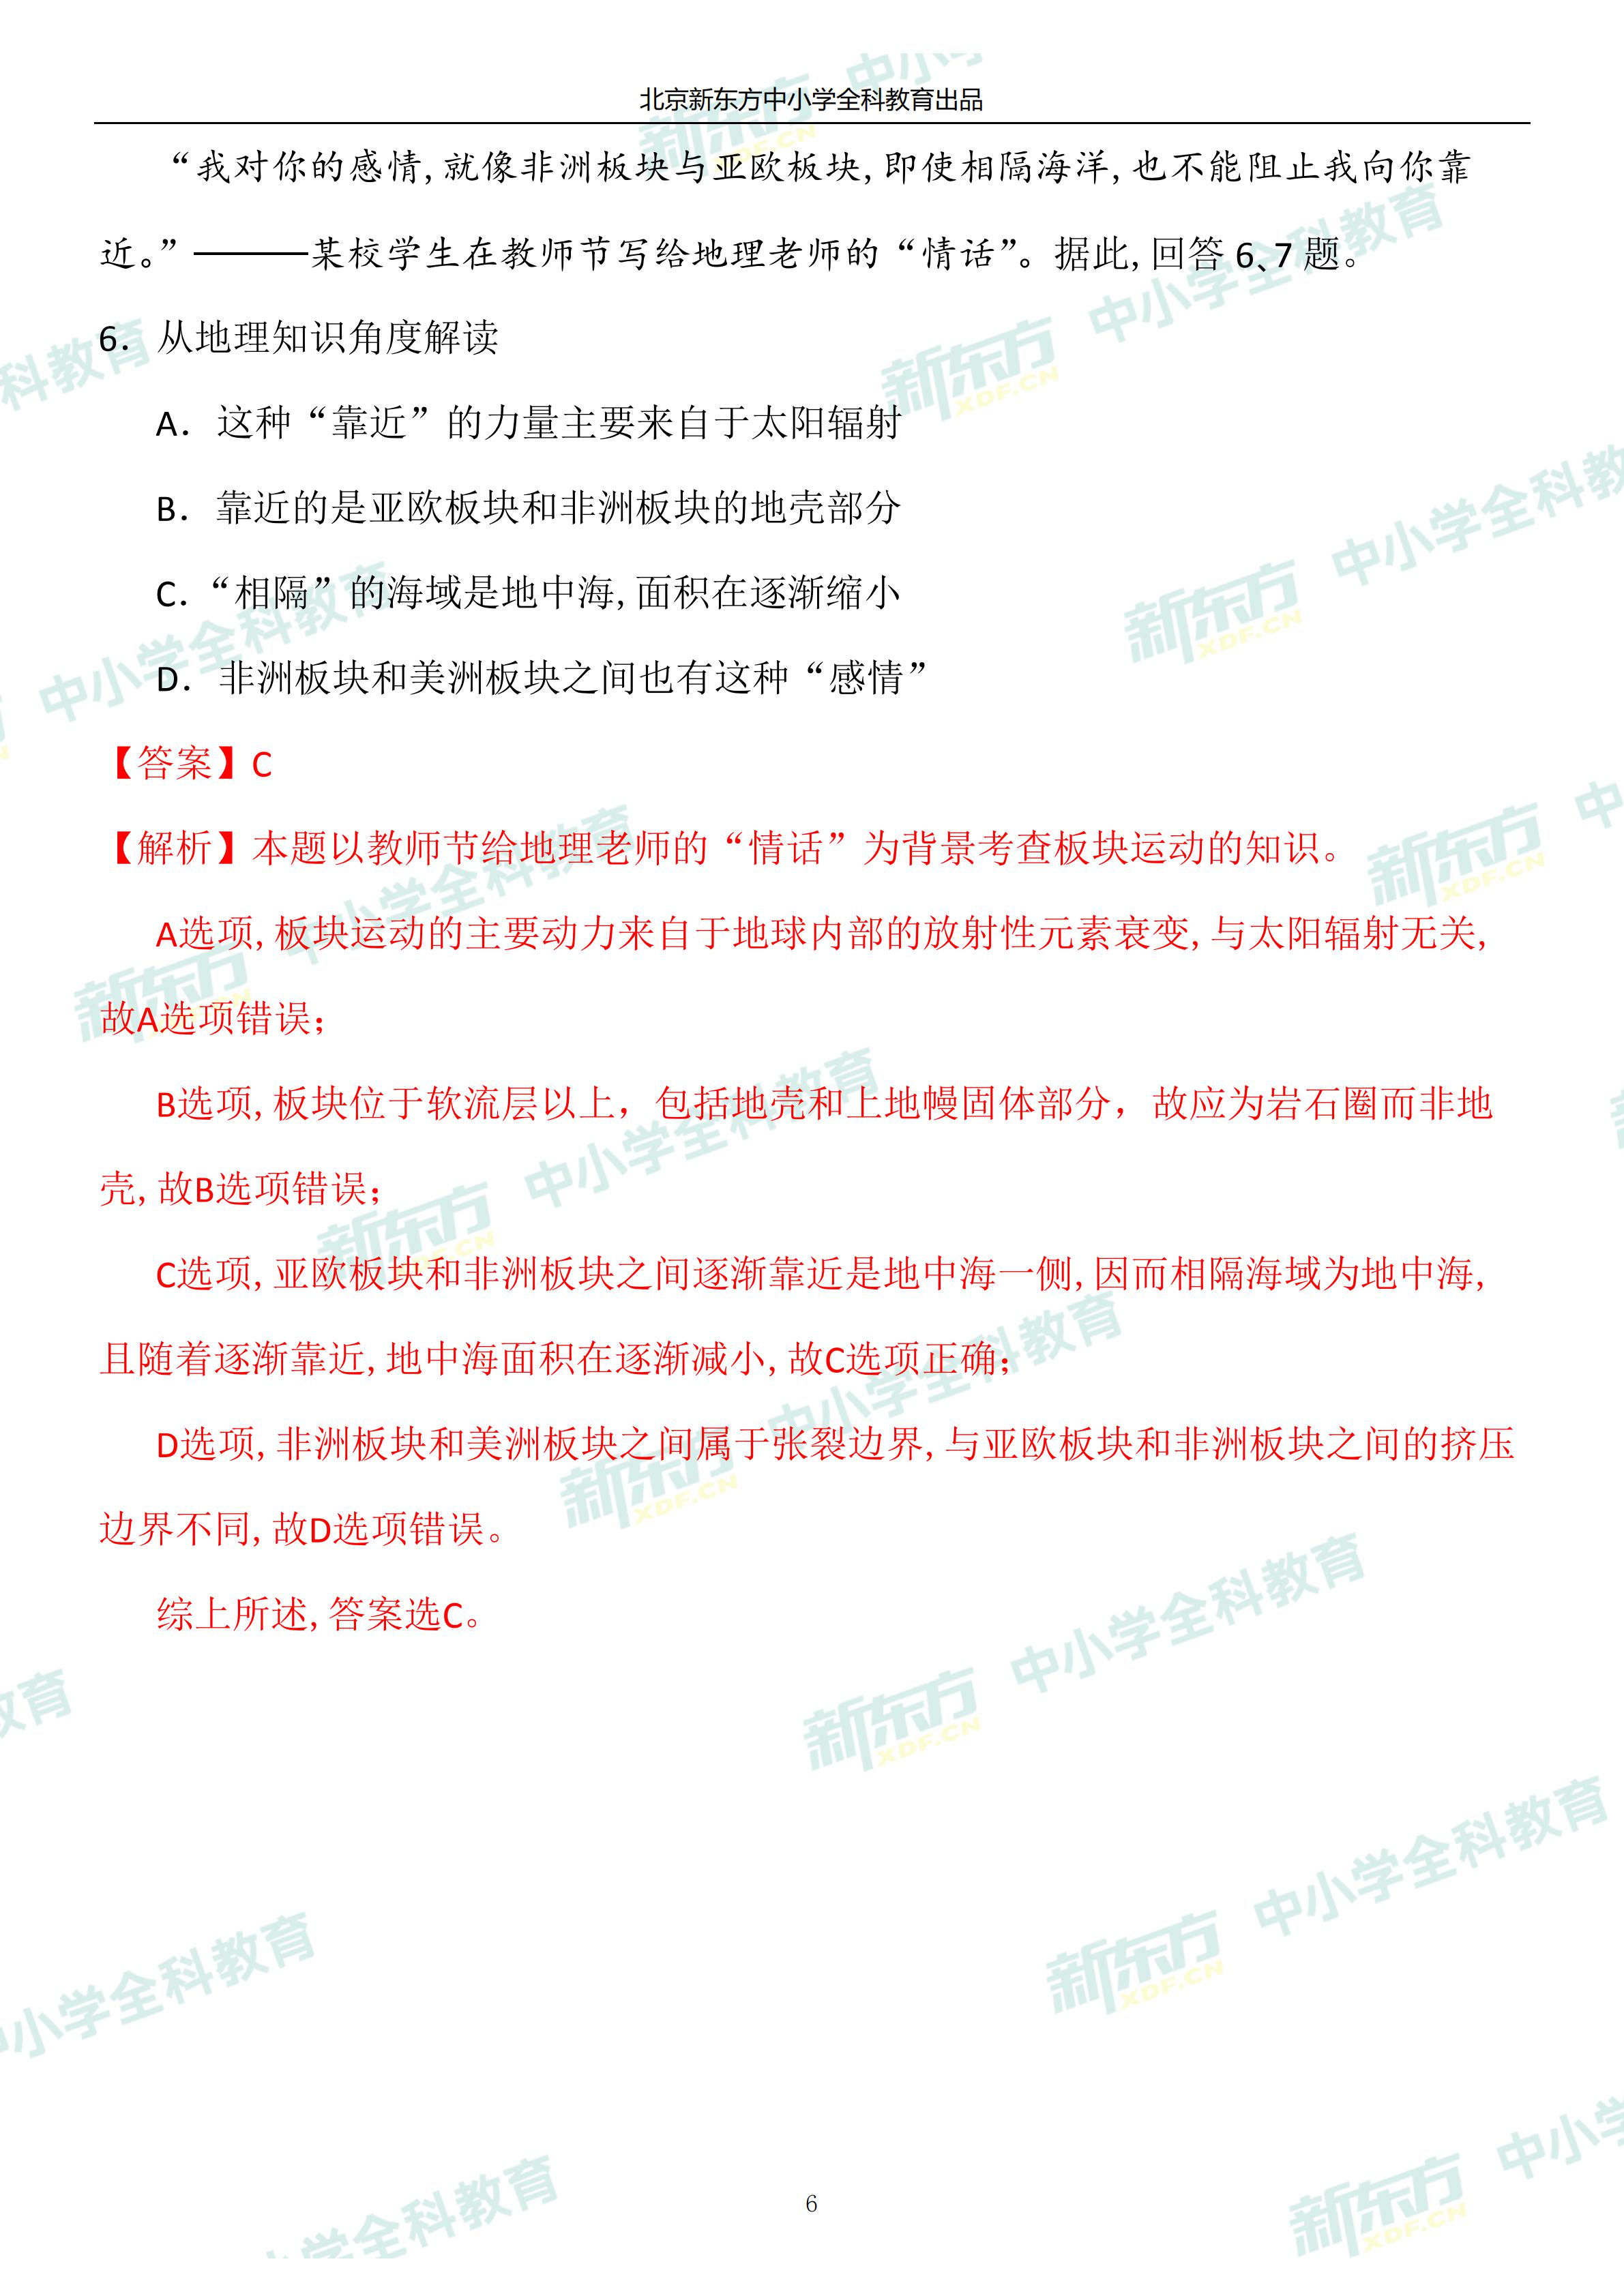 北京新东方中小学全科教育出品
“我对你的感情,就像非洲板块与亚欧板块,即使相隔海洋,也不能阻止我向你靠
近。”———某校学生在教师节写给地理老师的“情话”。据此,回答 6、7 题。
6． 从地理知识角度解读
A． 这种“靠近”的力量主要来自于太阳辐射
B． 靠近的是亚欧板块和非洲板块的地壳部分
C．“相隔”的海域是地中海,面积在逐渐缩小
D． 非洲板块和美洲板块之间也有这种“感情”
【答案】C
【解析】本题以教师节给地理老师的“情话”为背景考查板块运动的知识。
A选项,板块运动的主要动力来自于地球内部的放射性元素衰变,与太阳辐射无关,
故A选项错误；
B选项,板块位于软流层以上，包括地壳和上地幔固体部分，故应为岩石圈而非地
壳,故B选项错误；
C选项,亚欧板块和非洲板块之间逐渐靠近是地中海一侧,因而相隔海域为地中海,
且随着逐渐靠近,地中海面积在逐渐减小,故C选项正确；
D选项,非洲板块和美洲板块之间属于张裂边界,与亚欧板块和非洲板块之间的挤压
边界不同,故D选项错误。
综上所述,答案选C。
6
新东方 XDF.CN 中小学全科教育